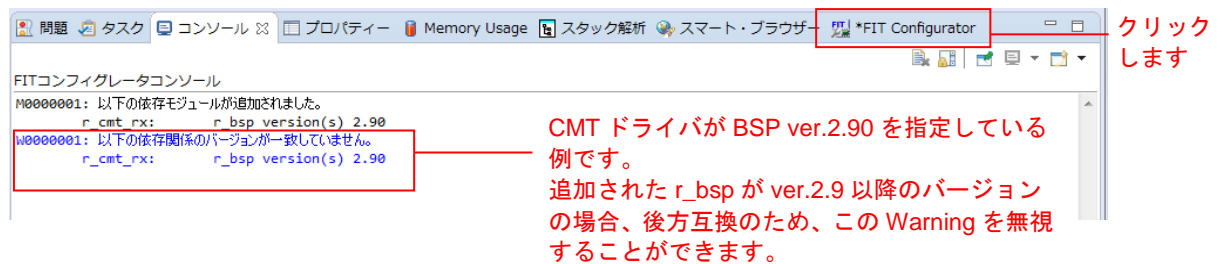 問題 タスク コンソール プロパティー Memory Usage スタック解析 スマート・ブラウザー *FIT Configurator
クリック
します
FITコンフィグレータコンソール
M0000001: 以下の依存モジュールが追加されました。
r_cmt_rx: r_bsp version(s) 2.90
W0000001: 以下の依存関係のバージョンが一致していません。
r_cmt_rx: r_bsp version(s) 2.90
CMT ドライバが BSP ver.2.90 を指定している
例です。
追加された r_bsp が ver.2.9 以降のバージョン
の場合、後方互換のため、この Warning を無視
することができます。